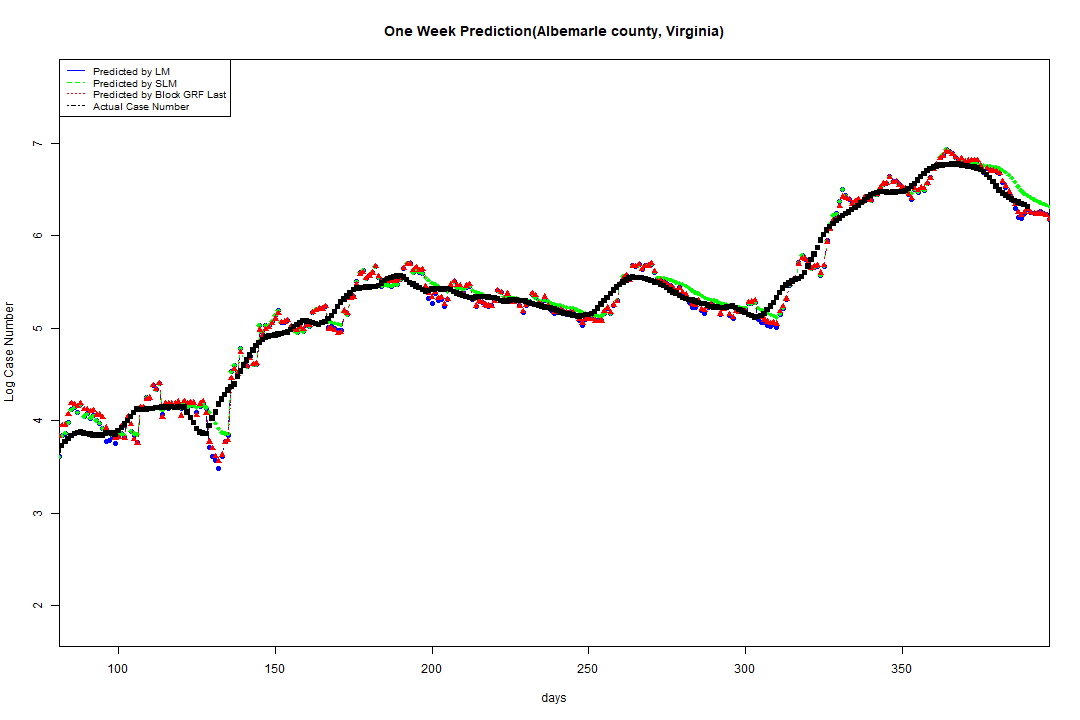 One Week Prediction(Albemarle county, Virginia)
Predicted by LM
Predicted by SLM
Predicted by Block GRF Last
Actual Case Number
Log Case Number
7
6
5
4
3
2
100 150 200 250 300 350
days